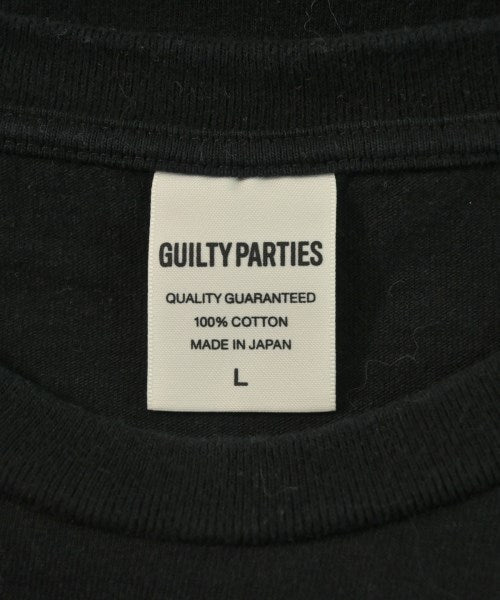 GUILTY PARTIES
QUALITY GUARANTEED
100% COTTON
MADE IN JAPAN
L